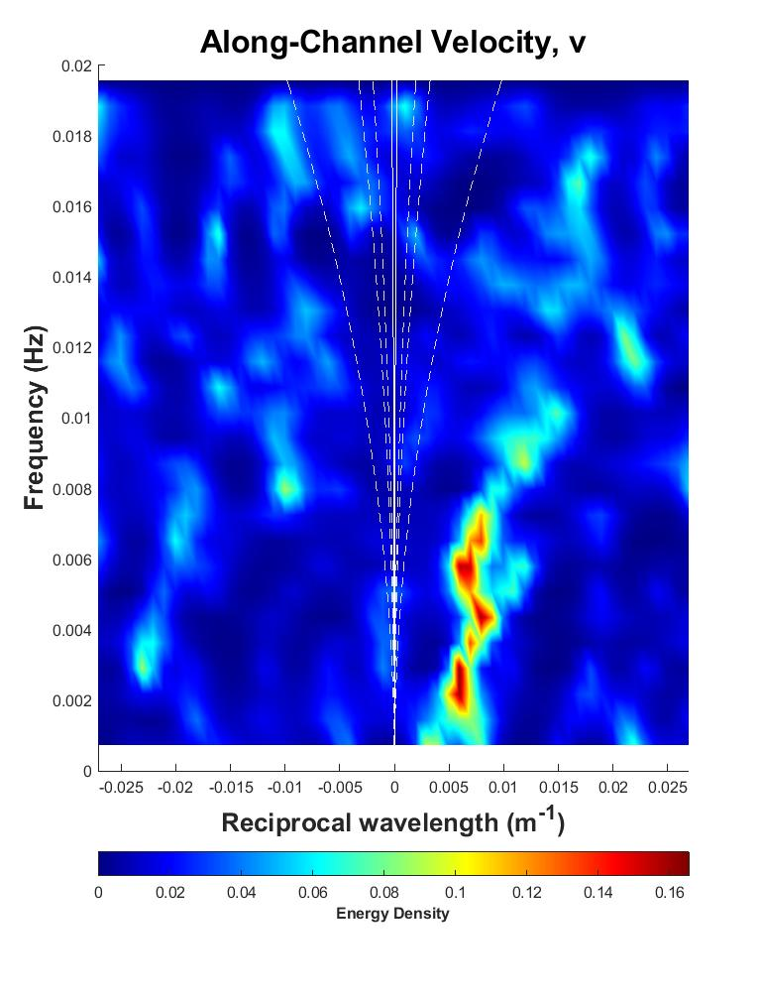 Along-Channel Velocity, v
0.02
0.018
0.016
0.014
0.012
0.01
0.008
0.006
0.004
0.002
0
Frequency (Hz)
-0.025 -0.02 -0.015 -0.01 -0.005 0 0.005 0.01 0.015 0.02 0.025
Reciprocal wavelength (m-1)
0 0.02 0.04 0.06 0.08 0.1 0.12 0.14 0.16
Energy Density